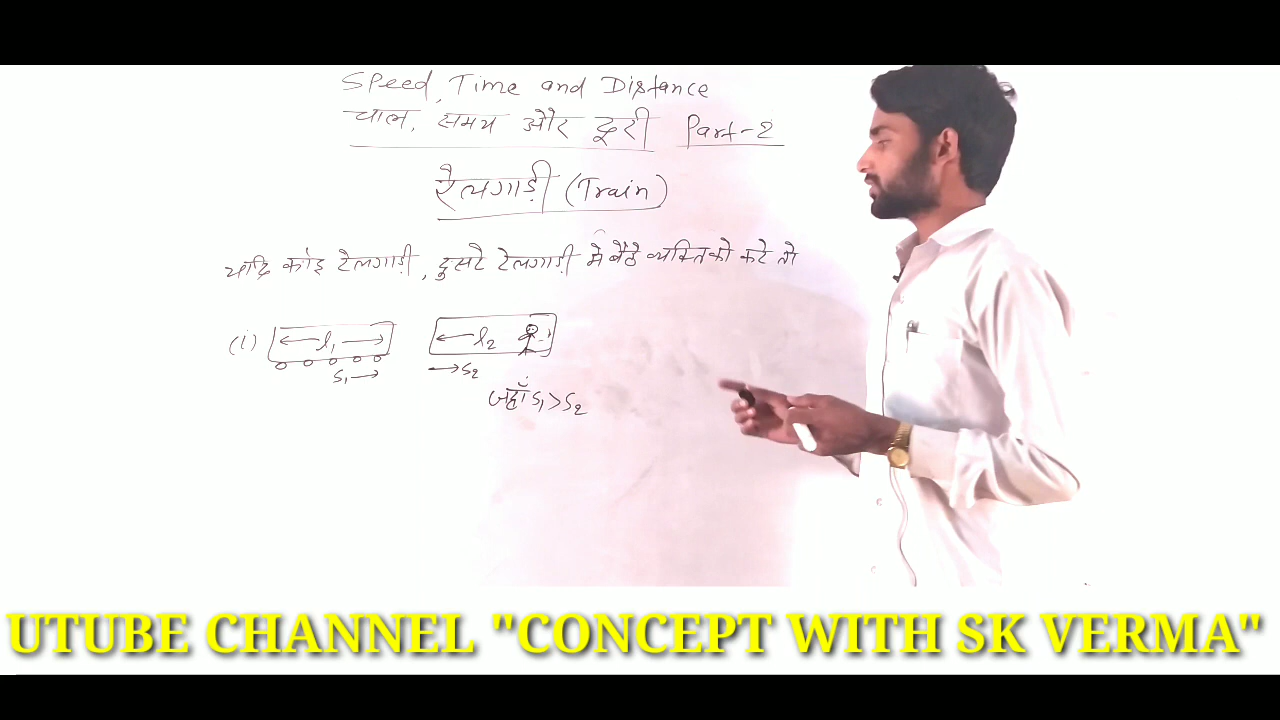 Speed, Time and Distance
चाल, समय और दूरी Part-2
रेलगाड़ी (Train)
यदि कोई रेलगाड़ी, दुसरे रेलगाड़ी में बैठे व्यक्ति को करे तो
(i) l₁ l₂
S₁→ →S₂
जहाँ S₁>S₂
UTUBE CHANNEL "CONCEPT WITH SK VERMA"